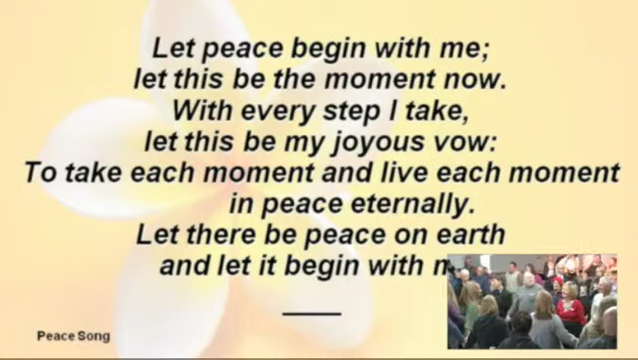 Let peace begin with me;
let this be the moment now.
With every step I take,
let this be my joyous vow:
To take each moment and live each moment
in peace eternally.
Let there be peace on earth
and let it begin with
Peace Song